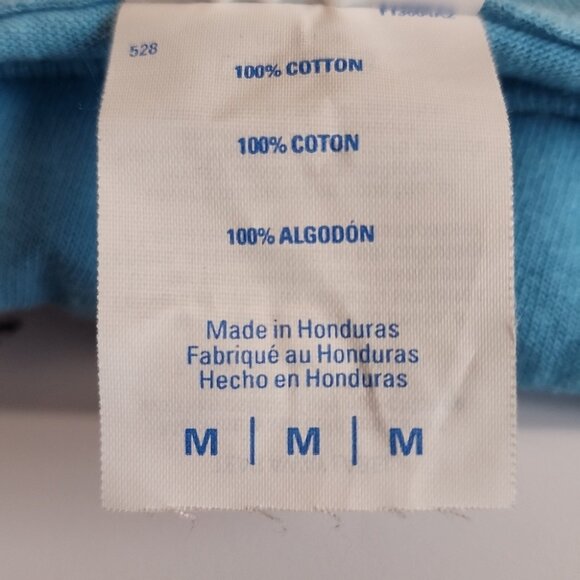 528
100% COTTON
100% COTON
100% ALGODÓN
Made in Honduras
Fabriqué au Honduras
Hecho en Honduras
M | M | M